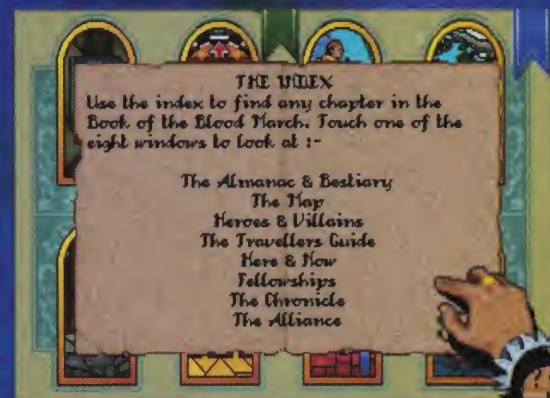 THE INDEX
Use the index to find any chapter in the
Book of the Blood March. Touch one of the
eight windows to look at :-
The Almanac & Bestiary
The Map
Heroes & Villains
The Travellers Guide
Here & Now
Fellowships
The Chronicle
The Alliance
?